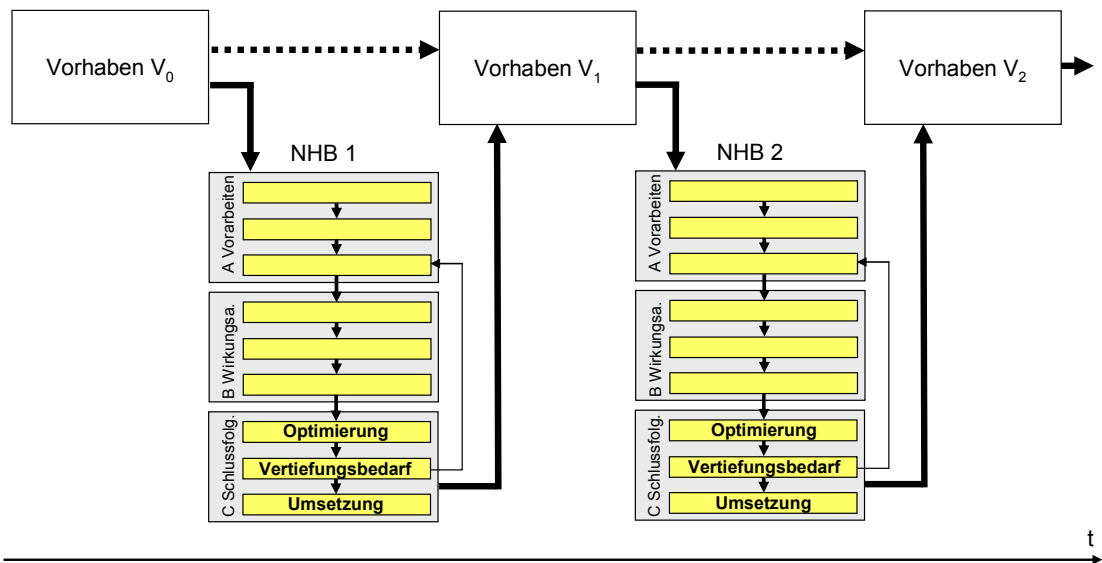 Vorhaben V0
Vorhaben V1
Vorhaben V2
NHB 1
A Vorarbeiten
B Wirkungsa.
C Schlussfolg.
Optimierung
Vertiefungsbedarf
Umsetzung
NHB 2
A Vorarbeiten
B Wirkungsa.
C Schlussfolg.
Optimierung
Vertiefungsbedarf
Umsetzung
t